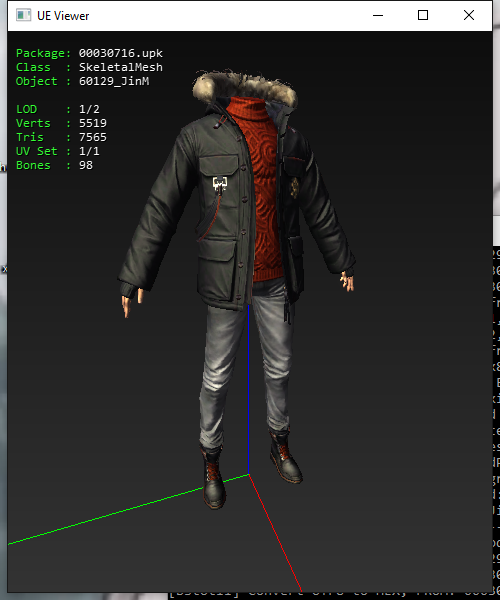 UE Viewer
Package: 00030716.upk
Class : SkeletalMesh
Object : 60129_JinM
LOD : 1/2
Verts : 5519
Tris : 7565
UV Set : 1/1
Bones : 98